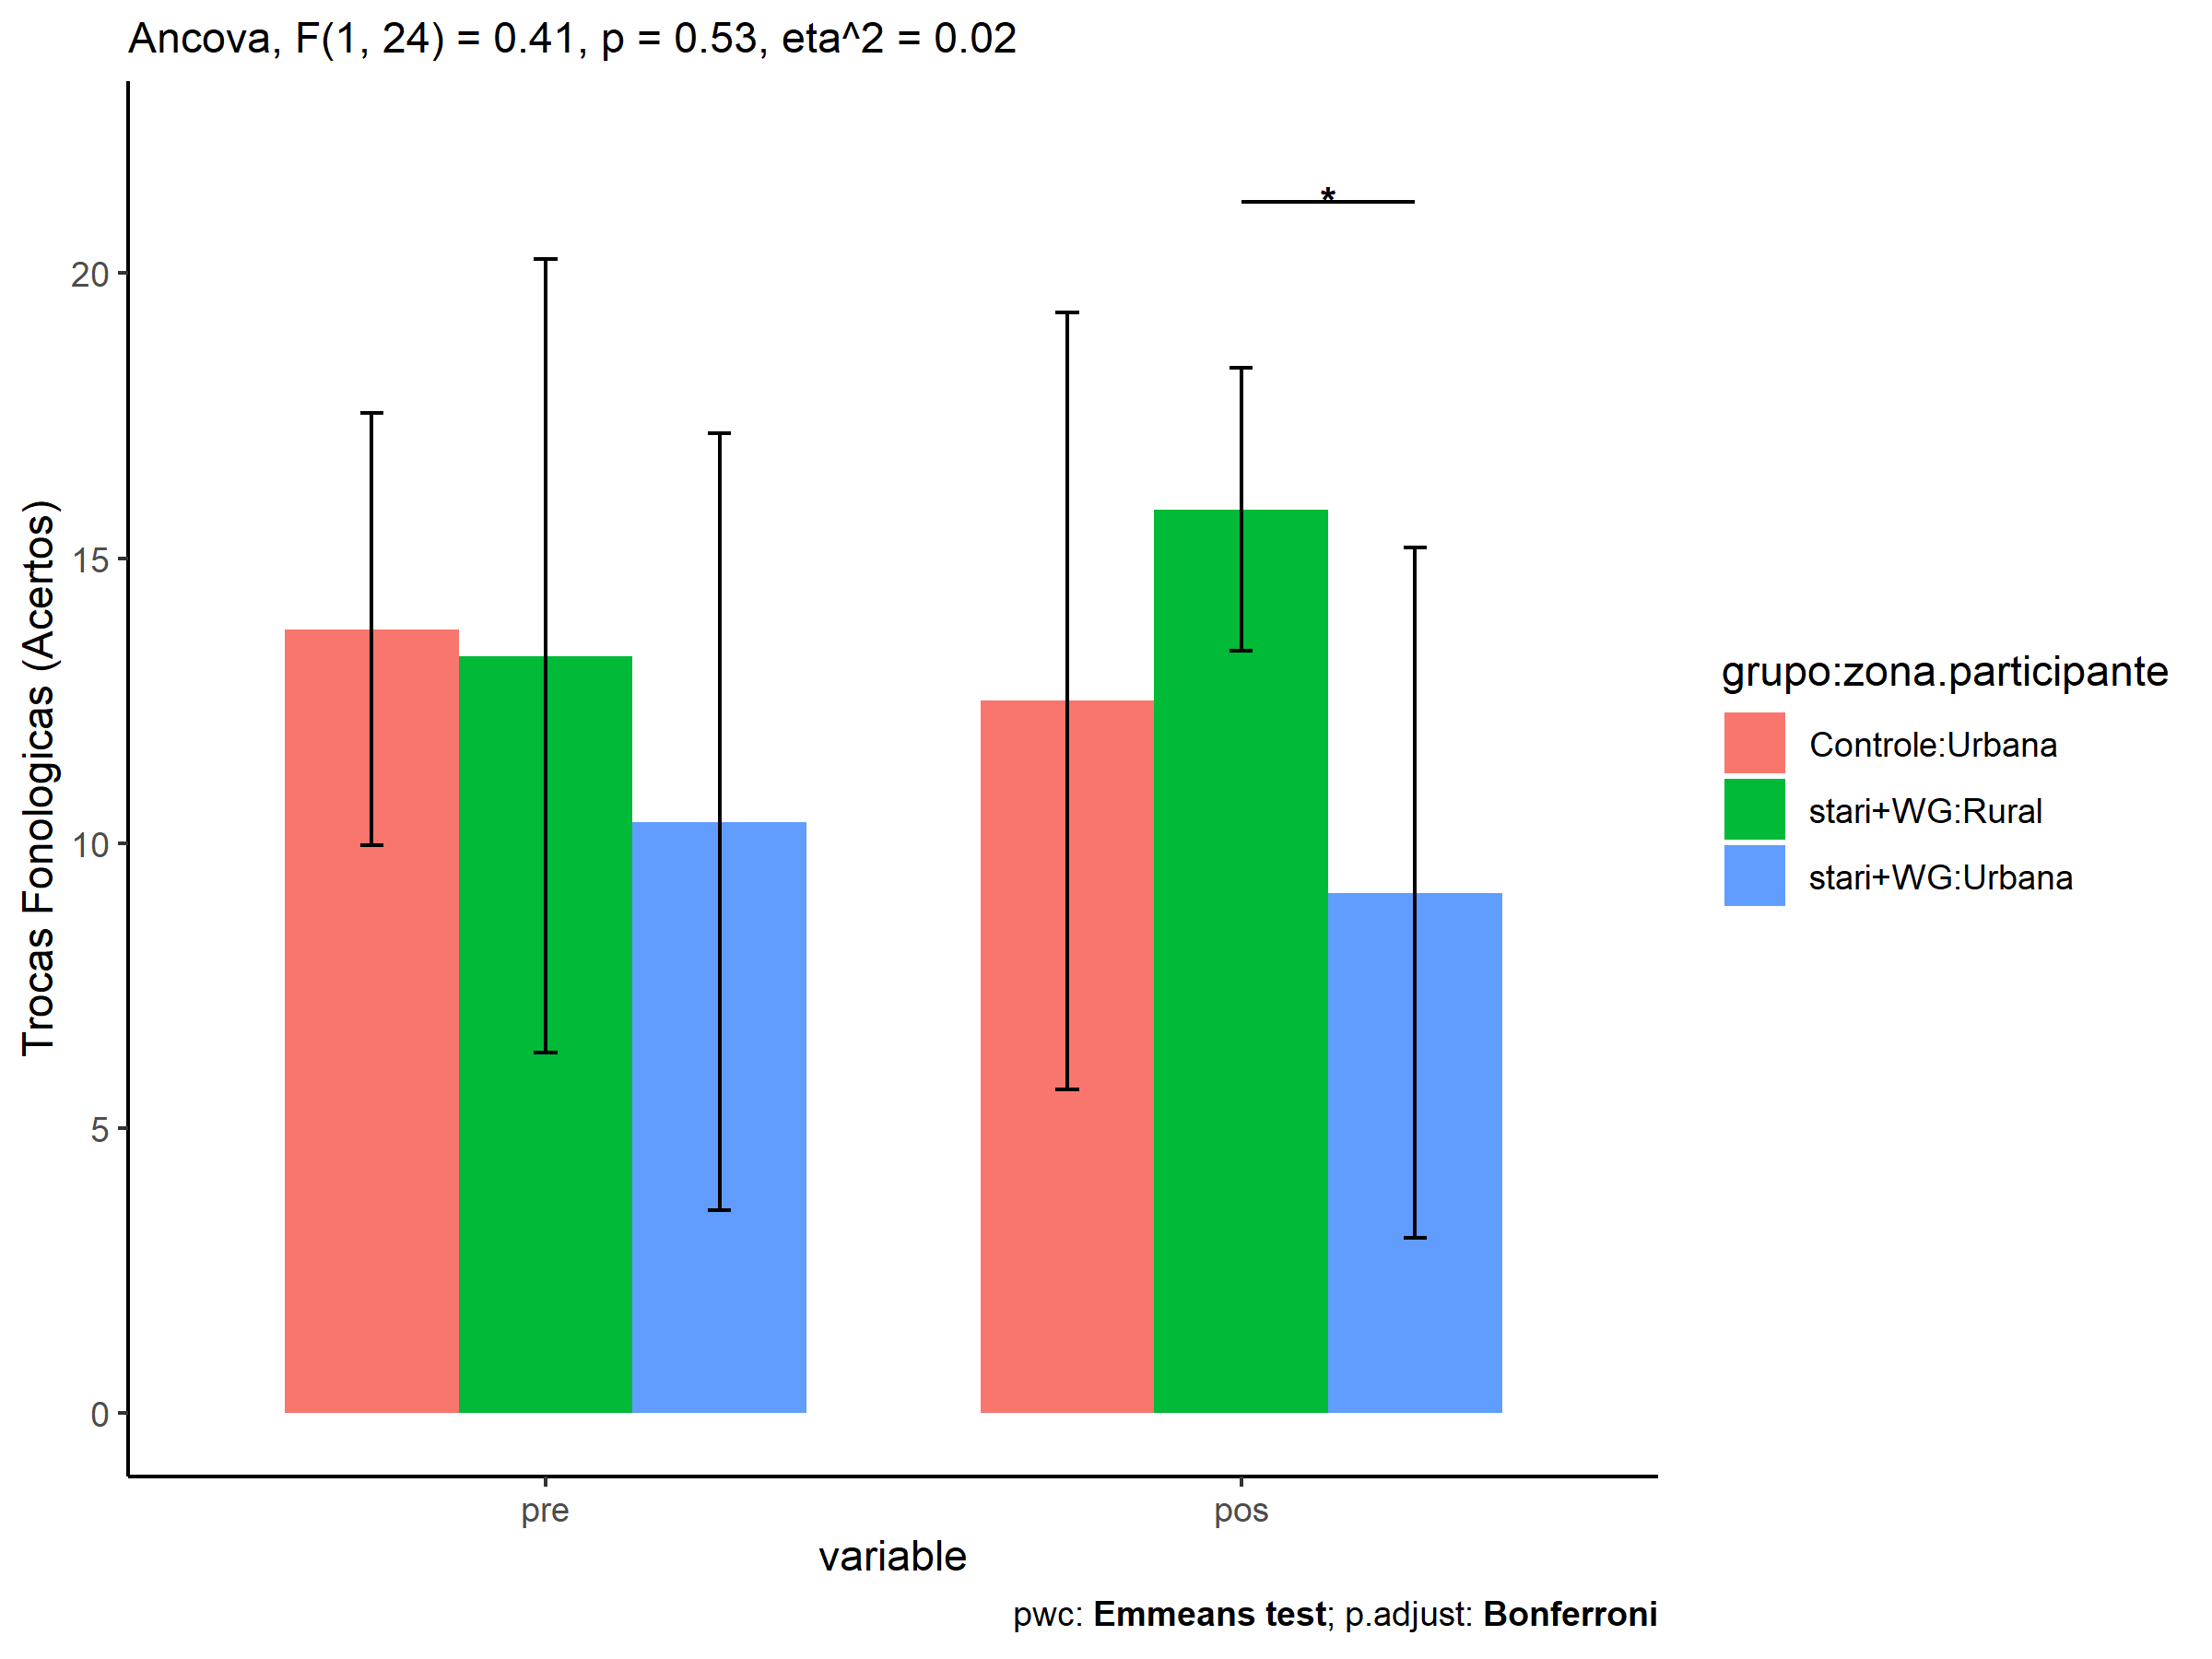 Ancova, F(1, 24) = 0.41, p = 0.53, eta^2 = 0.02
*
Trocas Fonologicas (Acertos)
20
15
10
5
0
pre
pos
variable
grupo:zona.participante
Controle:Urbana
stari+WG:Rural
stari+WG:Urbana
pwc: Emmeans test; p.adjust: Bonferroni